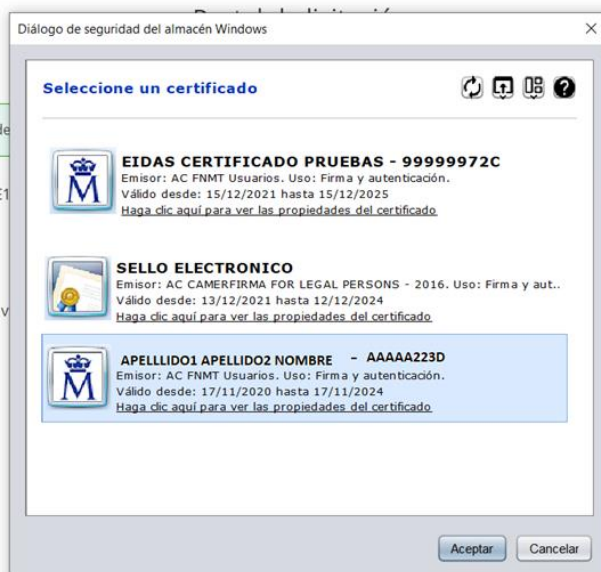 Diálogo de seguridad del almacén Windows
Seleccione un certificado
EIDAS CERTIFICADO PRUEBAS - 99999972C
Emisor: AC FNMT Usuarios. Uso: Firma y autenticación.
Válido desde: 15/12/2021 hasta 15/12/2025
Haga clic aquí para ver las propiedades del certificado
SELLO ELECTRONICO
Emisor: AC CAMERFIRMA FOR LEGAL PERSONS - 2016. Uso: Firma y aut..
Válido desde: 13/12/2021 hasta 12/12/2024
Haga clic aquí para ver las propiedades del certificado
APELLLIDO1 APELLIDO2 NOMBRE - AAAAA223D
Emisor: AC FNMT Usuarios. Uso: Firma y autenticación.
Válido desde: 17/11/2020 hasta 17/11/2024
Haga clic aquí para ver las propiedades del certificado
Aceptar Cancelar